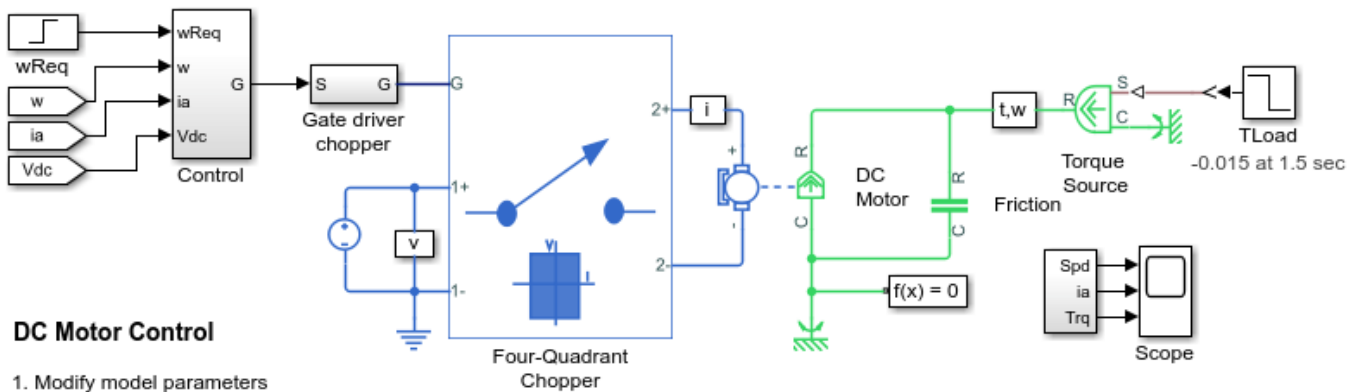 wReq
w
ia
Vdc
wReq
w
ia
Vdc
G
Control
S
G
Gate driver
chopper
G
1+
1-
2+
2-
v
v
I
Four-Quadrant
Chopper
i
+
-
R
C
DC
Motor
R
C
Friction
f(x) = 0
t,w
R
S
C
Torque
Source
TLoad
-0.015 at 1.5 sec
Spd
ia
Trq
Scope
DC Motor Control
1. Modify model parameters